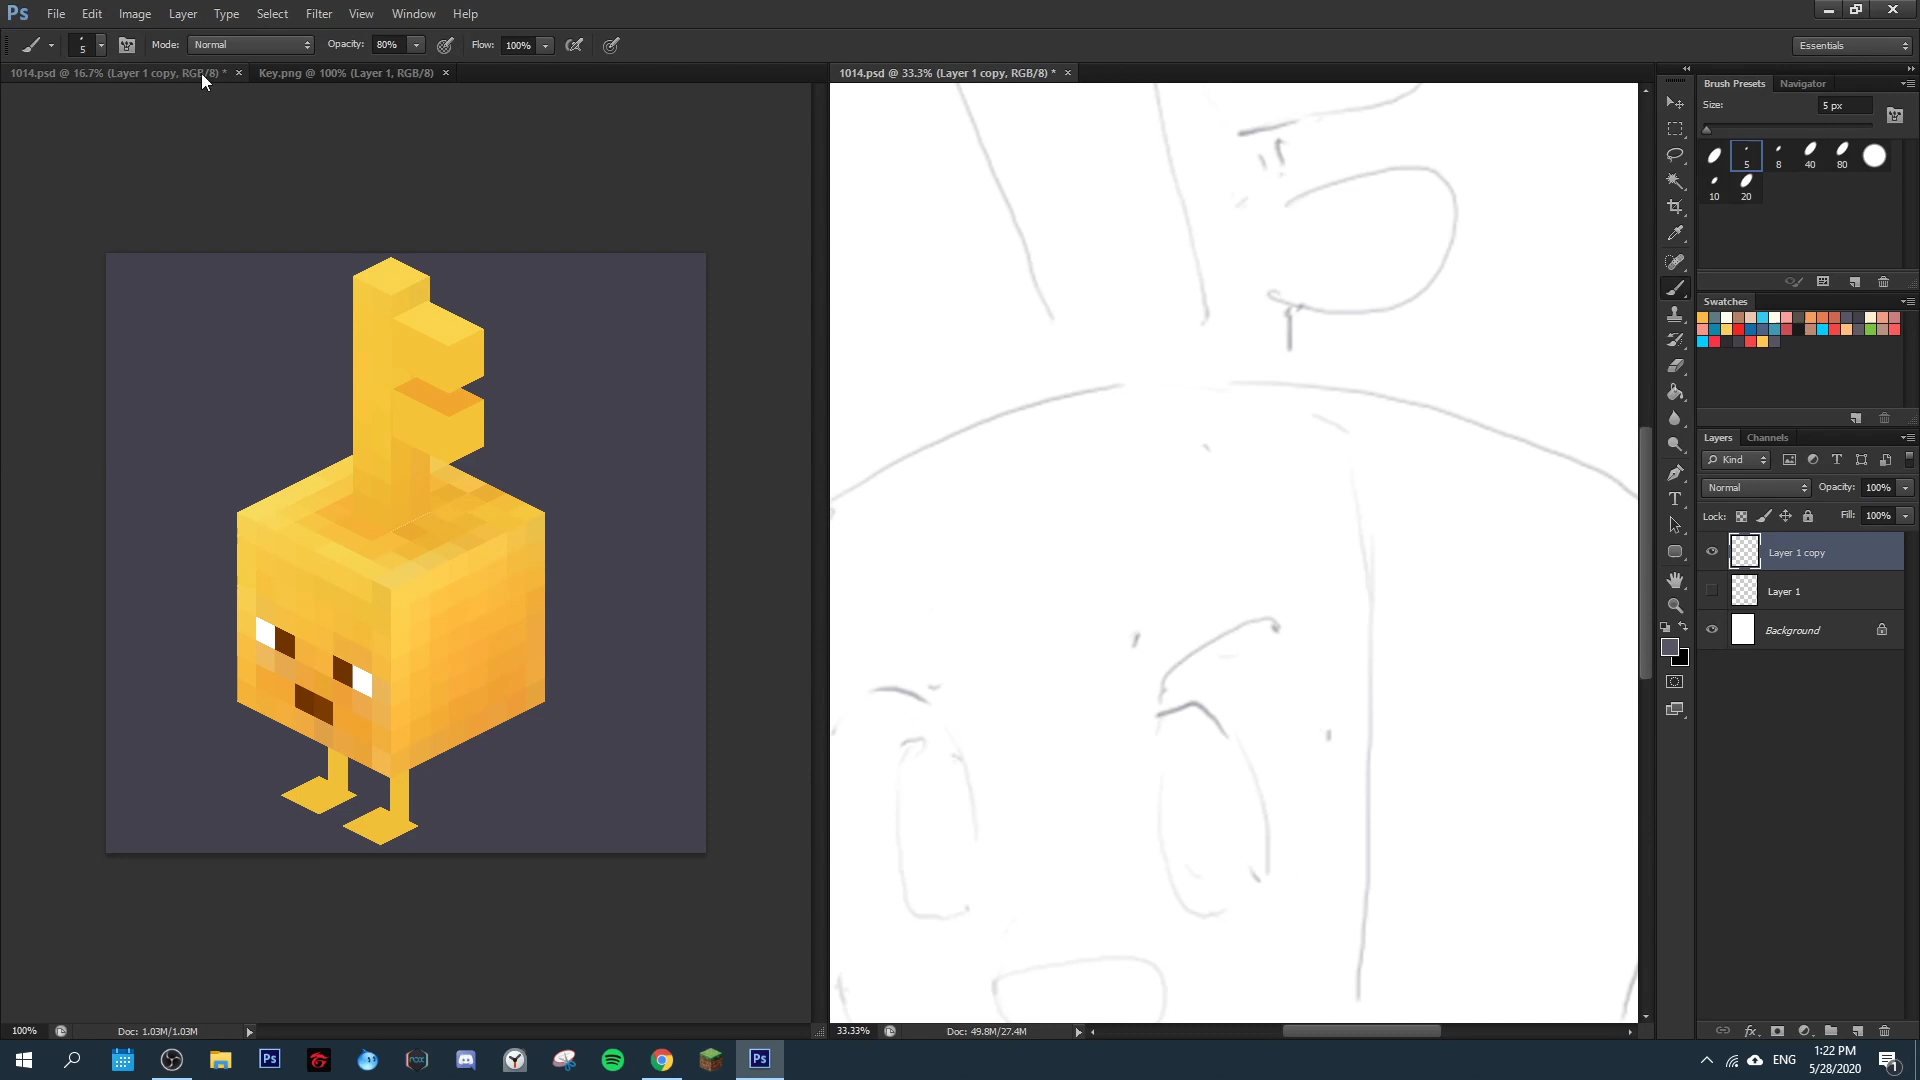 Ps File Edit Image Layer Type Select Filter View Window Help
5 Mode: Normal Opacity: 80% Flow: 100% Essentials
1014.psd @ 16.7% (Layer 1 copy, RGB/8) * × Key.png @ 100% (Layer 1, RGB/8) × 1014.psd @ 33.3% (Layer 1 copy, RGB/8) * ×
Brush Presets Navigator
Size: 5 px
5 8 40 80
10 20
Swatches
Layers Channels
Kind
Normal Opacity: 100%
Lock: Fill: 100%
Layer 1 copy
Layer 1
Background
100% Doc: 1.03M/1.03M 33.33% Doc: 49.8M/27.4M
Ps Ps ENG 1:22 PM
5/28/2020 1